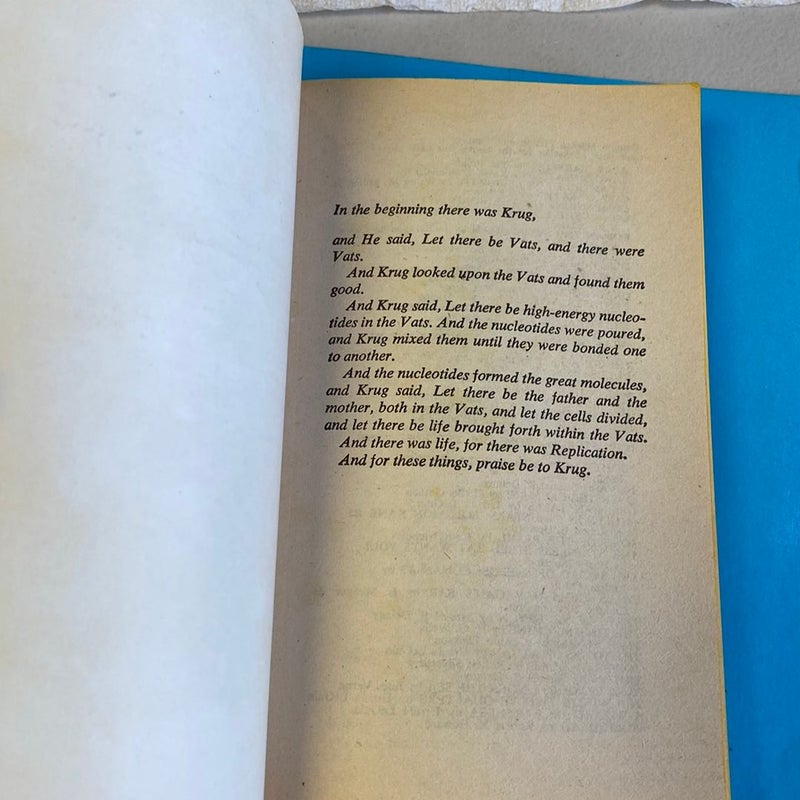 In the beginning there was Krug,
and He said, Let there be Vats, and there were
Vats.
And Krug looked upon the Vats and found them
good.
And Krug said, Let there be high-energy nucleo-
tides in the Vats. And the nucleotides were poured,
and Krug mixed them until they were bonded one
to another.
And the nucleotides formed the great molecules,
and Krug said, Let there be the father and the
mother, both in the Vats, and let the cells divided,
and let there be life brought forth within the Vats.
And there was life, for there was Replication.
And for these things, praise be to Krug.